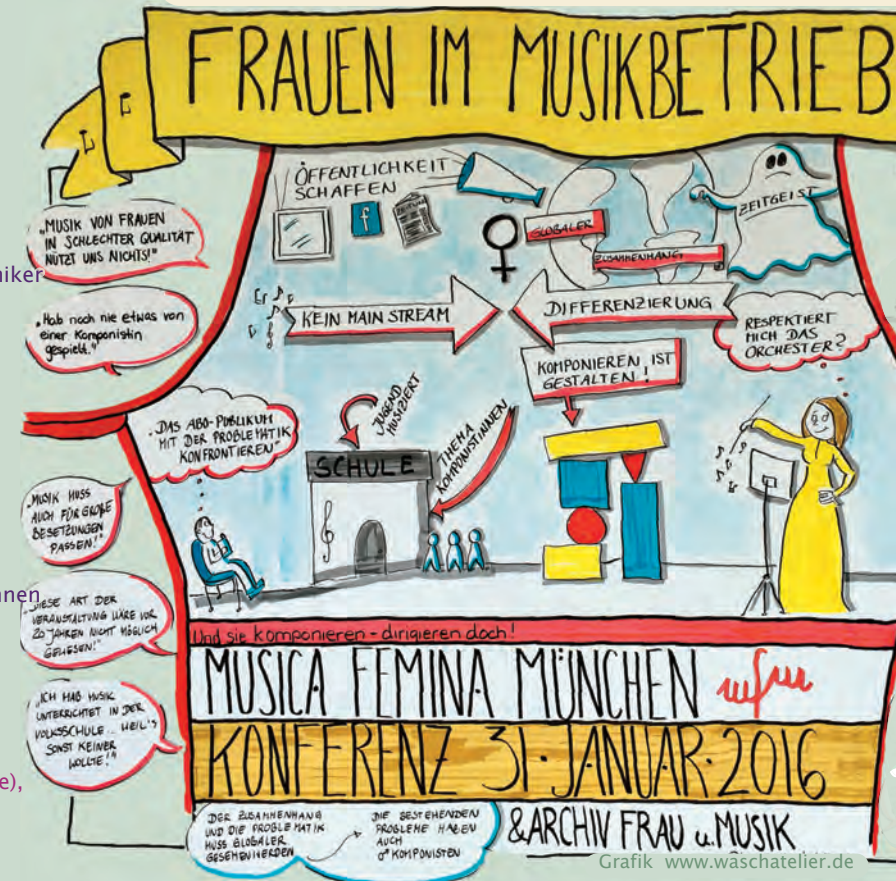 FRAUEN IM MUSIKBETRIEB
ÖFFENTLICHKEIT
SCHAFFEN
f
ZEITUNG
GLOBALER
ZUSAMMENHANG
ZEITGEIST
„MUSIK VON FRAUEN
IN SCHLECHTER QUALITÄT
NÜTZT UNS NICHTS!"
niker
„Hab noch nie etwas von
einer Komponistin
gespielt."
KEIN MAIN STREAM
DIFFERENZIERUNG
RESPEKTIERT
MICH DAS
ORCHESTER?
KOMPONIEREN IST
GESTALTEN!
„DAS ABO-PUBLIKUM
MIT DER PROBLEMATIK
KONFRONTIEREN"
JUGEND
MUSIZIERT
THEMA
KOMPONISTINNEN
SCHULE
„MUSIK MUSS
AUCH FÜR GROßE
BESETZUNGEN
PASSEN!"
nnen
„DIESE ART DER
VERANSTALTUNG WÄRE VOR
20 JAHREN NICHT MÖGLICH
GEWESEN!"
„ICH HAB MUSIK
UNTERRICHTET IN DER
VOLKSSCHULE.. WEIL'S
SONST KEINER
WOLLTE!"
e),
Und sie komponieren - dirigieren doch!
MUSICA FEMINA MÜNCHEN mfm
KONFERENZ 31·JANUAR·2016
& ARCHIV FRAU u. MUSIK
DER ZUSAMMENHANG
UND DIE PROBLEMATIK
MUSS GLOBALER
GESEHEN WERDEN
DIE BESTEHENDEN
PROBLEME HABEN
AUCH
♂ KOMPONISTEN
Grafik www.waschatelier.de